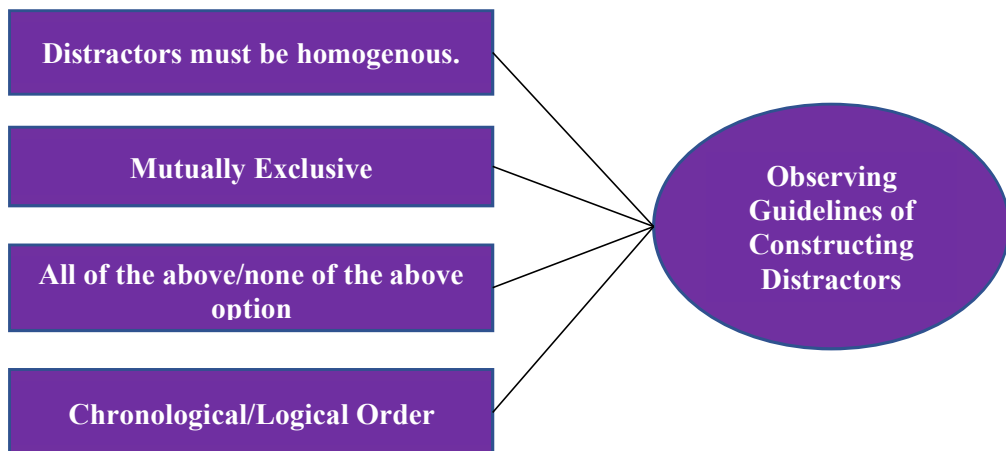 Distractors must be homogenous.
Mutually Exclusive
All of the above/none of the above
option
Chronological/Logical Order
Observing
Guidelines of
Constructing
Distractors